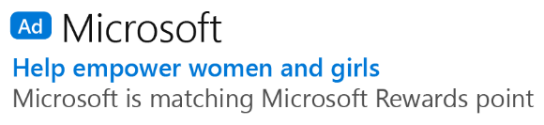 Ad Microsoft
Help empower women and girls
Microsoft is matching Microsoft Rewards point